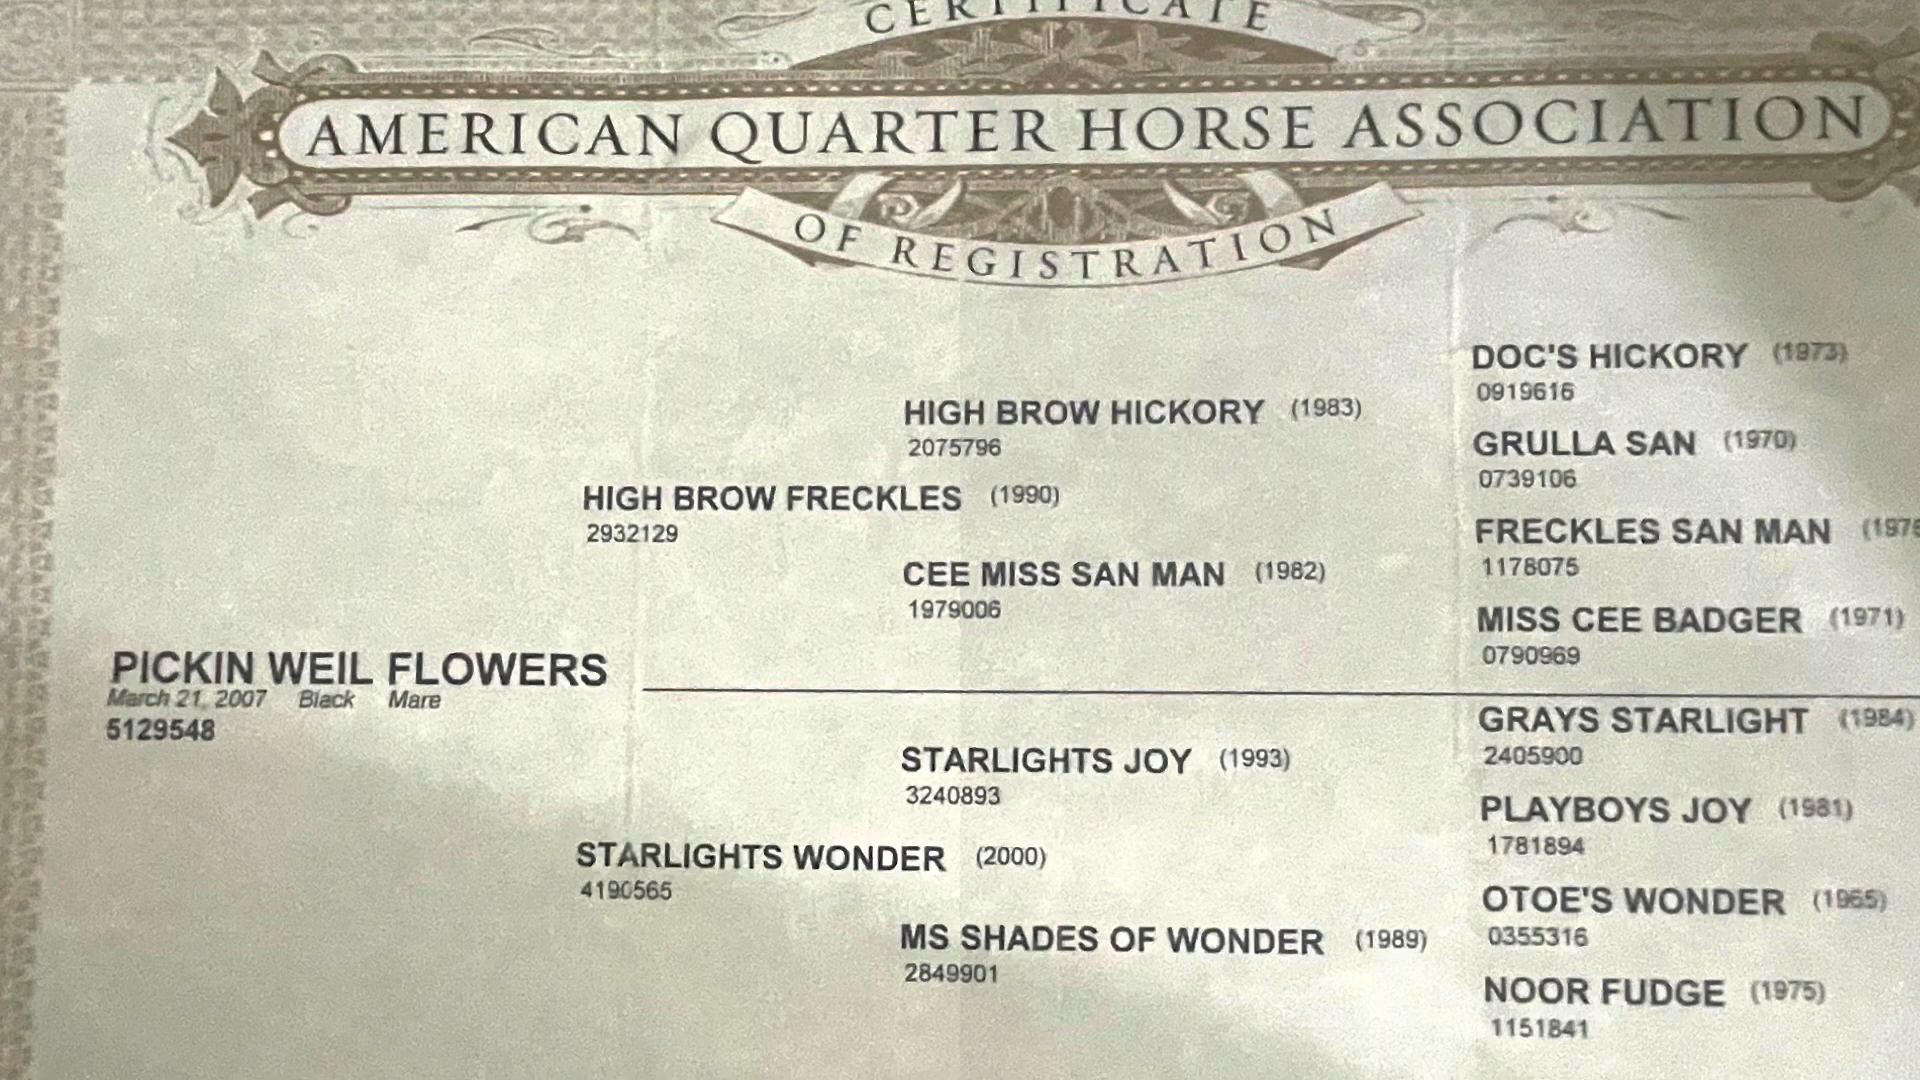 CERTIFICATE
AMERICAN QUARTER HORSE ASSOCIATION
OF REGISTRATION
DOC'S HICKORY (1973)
0919616
HIGH BROW HICKORY (1983)
2075796
GRULLA SAN (1970)
0739106
HIGH BROW FRECKLES (1990)
2932129
FRECKLES SAN MAN
1178075
CEE MISS SAN MAN (1982)
1979006
MISS CEE BADGER (1971)
0790969
PICKIN WEIL FLOWERS
March 21, 2007 Black Mare
5129548
GRAYS STARLIGHT (1984)
2405900
STARLIGHTS JOY (1993)
3240893
PLAYBOYS JOY (1981)
1781894
STARLIGHTS WONDER (2000)
4190565
OTOE'S WONDER (1965)
0355316
MS SHADES OF WONDER (1989)
2849901
NOOR FUDGE (1975)
1151841